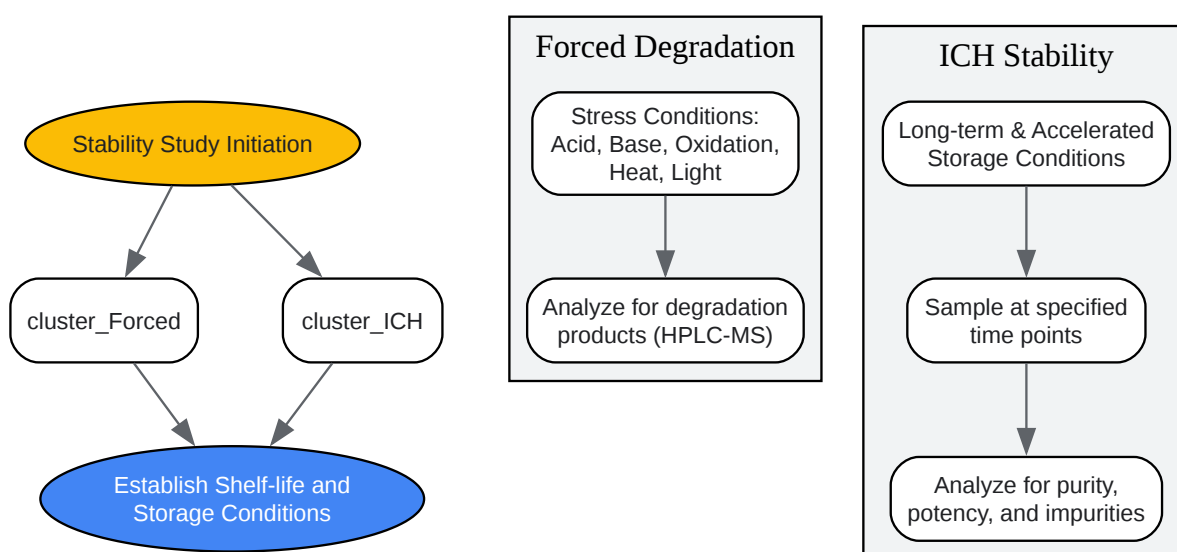 Stability Study Initiation
cluster_Forced
cluster_ICH
Establish Shelf-life and
Storage Conditions
Forced Degradation
Stress Conditions:
Acid, Base, Oxidation,
Heat, Light
Analyze for degradation
products (HPLC-MS)
ICH Stability
Long-term & Accelerated
Storage Conditions
Sample at specified
time points
Analyze for purity,
potency, and impurities